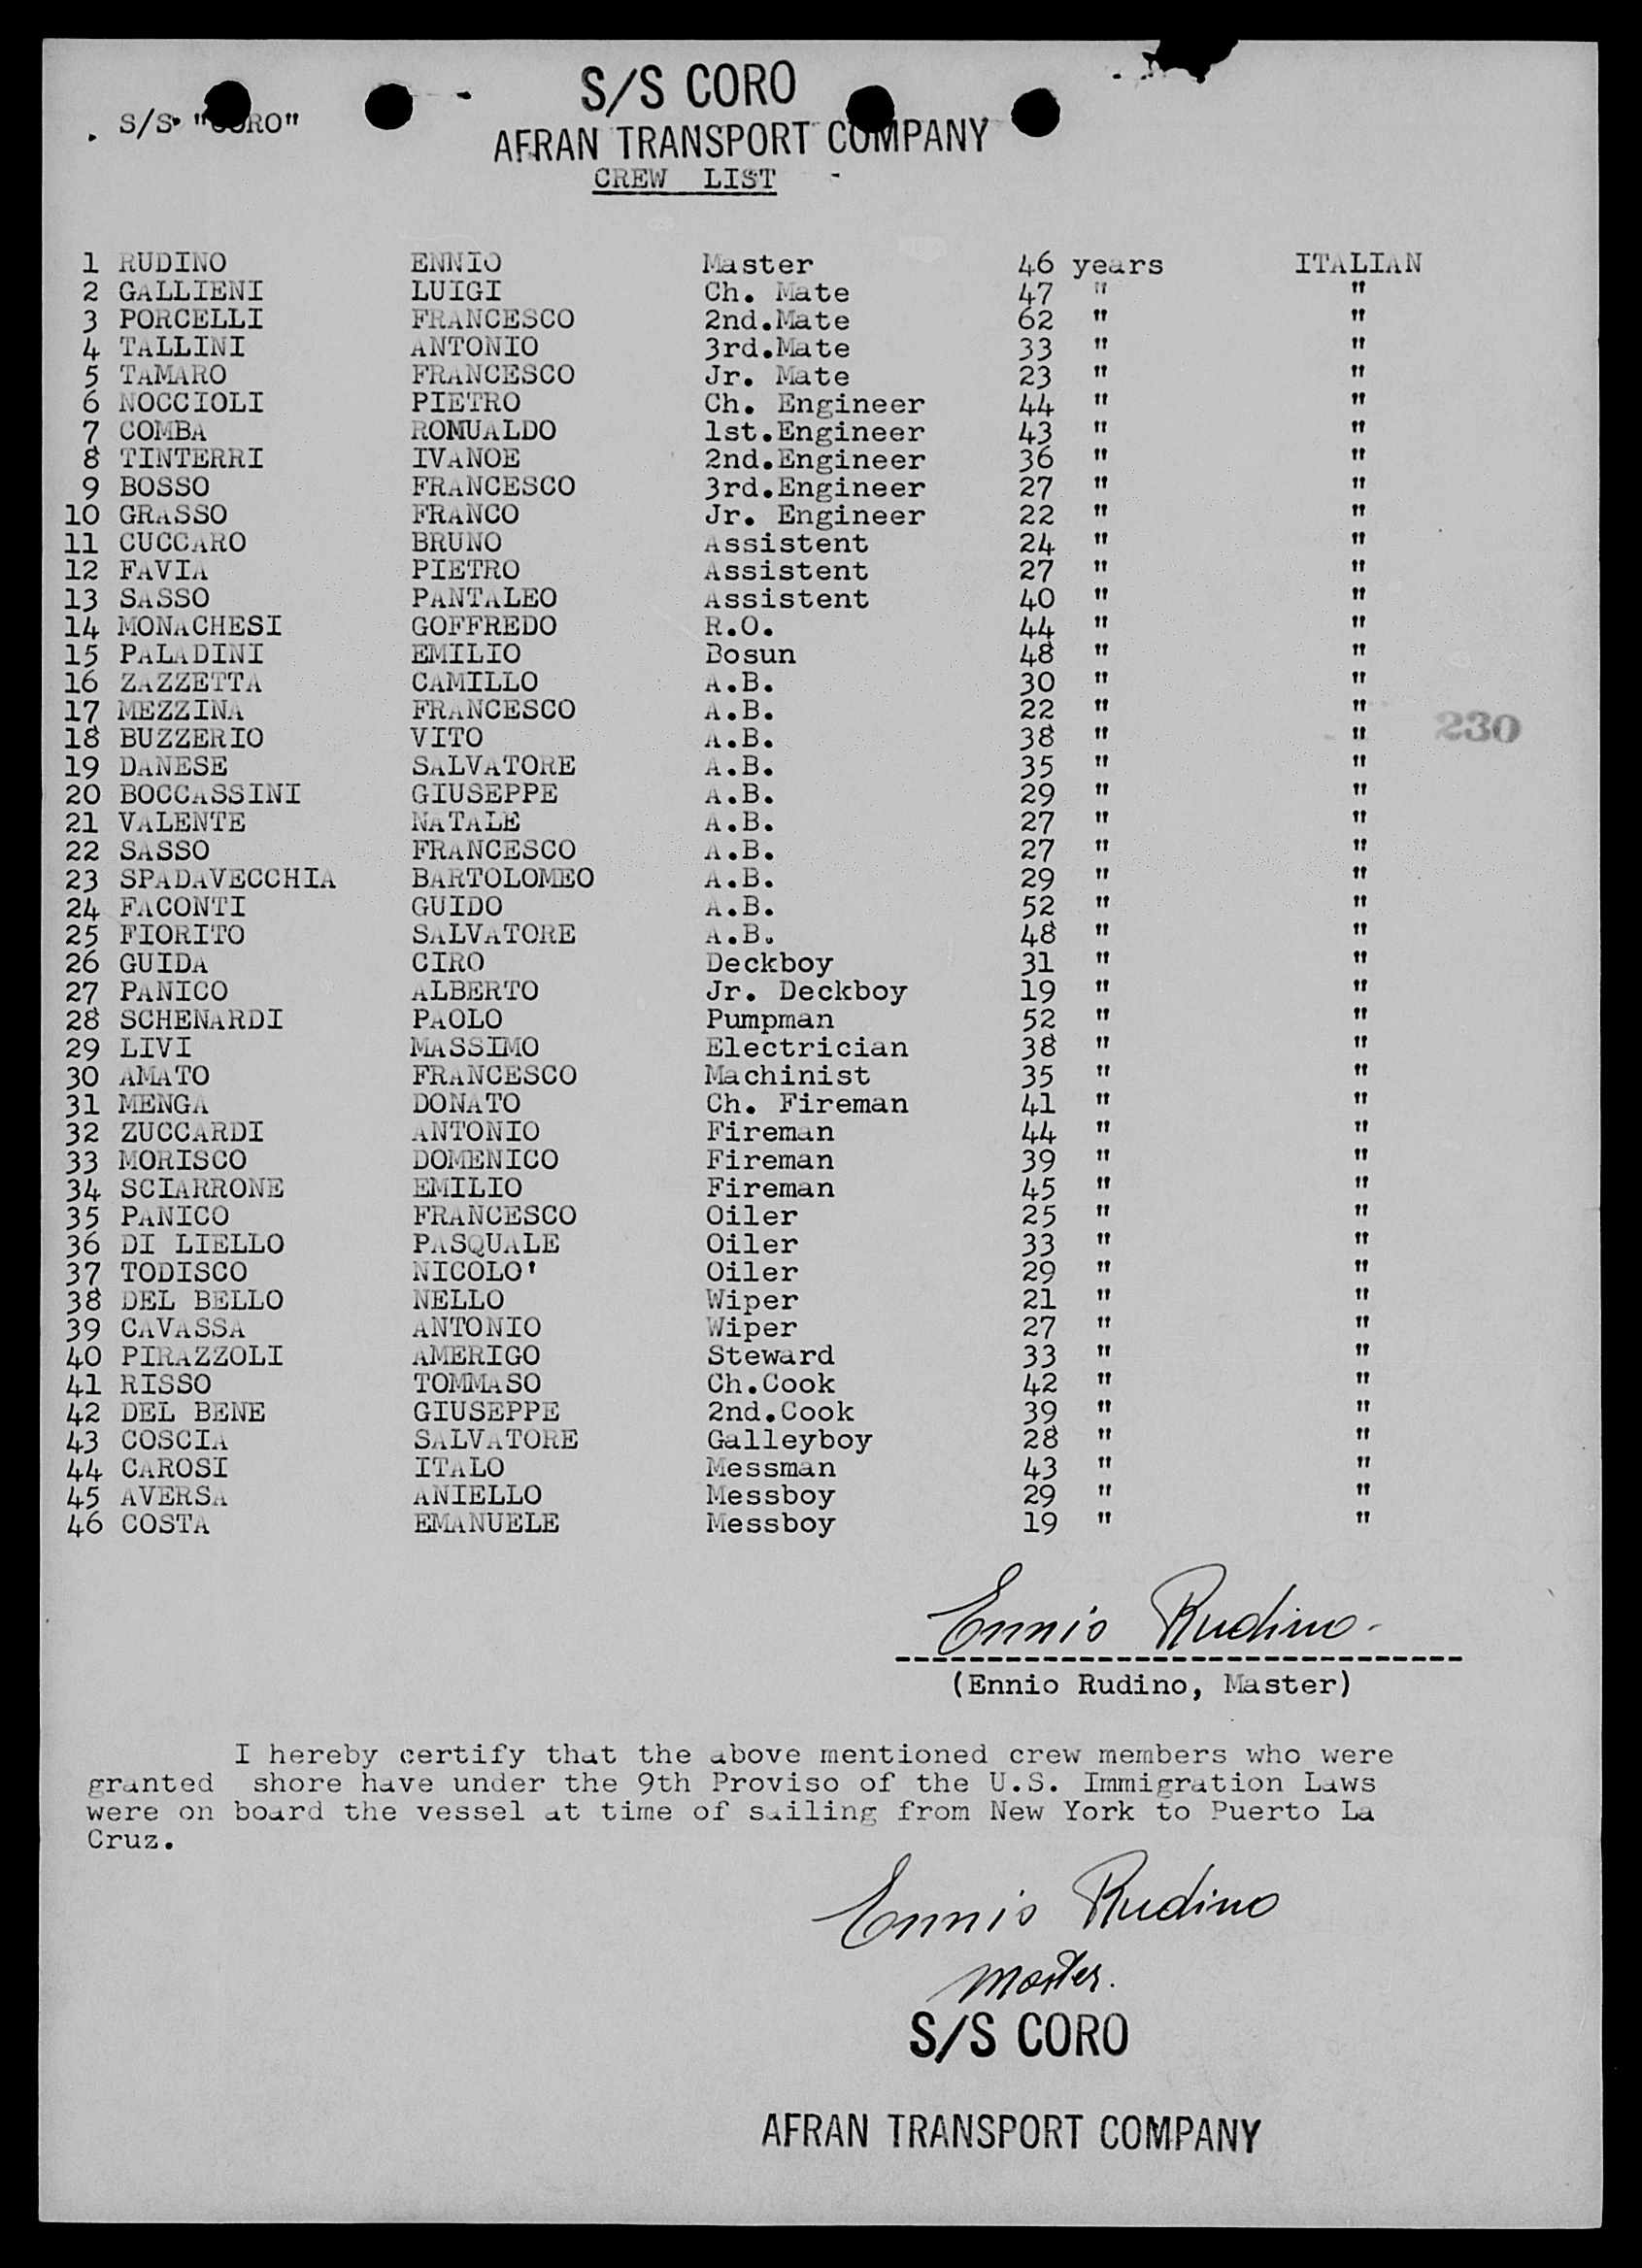 S/S CORO
S/S "CORO"
AFRAN TRANSPORT COMPANY
CREW LIST
1 RUDINO ENNIO Master 46 years ITALIAN
2 GALLIENI LUIGI Ch. Mate 47 " "
3 PORCELLI FRANCESCO 2nd.Mate 62 " "
4 TALLINI ANTONIO 3rd.Mate 33 " "
5 TAMARO FRANCESCO Jr. Mate 23 " "
6 NOCCIOLI PIETRO Ch. Engineer 44 " "
7 COMBA ROMUALDO 1st.Engineer 43 " "
8 TINTERRI IVANOE 2nd.Engineer 36 " "
9 BOSSO FRANCESCO 3rd.Engineer 27 " "
10 GRASSO FRANCO Jr. Engineer 22 " "
11 CUCCARO BRUNO Assistent 24 " "
12 FAVIA PIETRO Assistent 27 " "
13 SASSO PANTALEO Assistent 40 " "
14 MONACHESI GOFFREDO R.O. 44 " "
15 PALADINI EMILIO Bosun 48 " "
16 ZAZZETTA CAMILLO A.B. 30 " "
17 MEZZINA FRANCESCO A.B. 22 " "
18 BUZZERIO VITO A.B. 38 " " 230
19 DANESE SALVATORE A.B. 35 " "
20 BOCCASSINI GIUSEPPE A.B. 29 " "
21 VALENTE NATALE A.B. 27 " "
22 SASSO FRANCESCO A.B. 27 " "
23 SPADAVECCHIA BARTOLOMEO A.B. 29 " "
24 FACONTI GUIDO A.B. 52 " "
25 FIORITO SALVATORE A.B. 48 " "
26 GUIDA CIRO Deckboy 31 " "
27 PANICO ALBERTO Jr. Deckboy 19 " "
28 SCHENARDI PAOLO Pumpman 52 " "
29 LIVI MASSIMO Electrician 38 " "
30 AMATO FRANCESCO Machinist 35 " "
31 MENGA DONATO Ch. Fireman 41 " "
32 ZUCCARDI ANTONIO Fireman 44 " "
33 MORISCO DOMENICO Fireman 39 " "
34 SCIARRONE EMILIO Fireman 45 " "
35 PANICO FRANCESCO Oiler 25 " "
36 DI LIELLO PASQUALE Oiler 33 " "
37 TODISCO NICOLO' Oiler 29 " "
38 DEL BELLO NELLO Wiper 21 " "
39 CAVASSA ANTONIO Wiper 27 " "
40 PIRAZZOLI AMERIGO Steward 33 " "
41 RISSO TOMMASO Ch.Cook 42 " "
42 DEL BENE GIUSEPPE 2nd.Cook 39 " "
43 COSCIA SALVATORE Galleyboy 28 " "
44 CAROSI ITALO Messman 43 " "
45 AVERSA ANIELLO Messboy 29 " "
46 COSTA EMANUELE Messboy 19 " "
Ennio Rudino
(Ennio Rudino, Master)
I hereby certify that the above mentioned crew members who were
granted shore have under the 9th Proviso of the U.S. Immigration Laws
were on board the vessel at time of sailing from New York to Puerto La
Cruz.
Ennio Rudino
Master.
S/S CORO
AFRAN TRANSPORT COMPANY